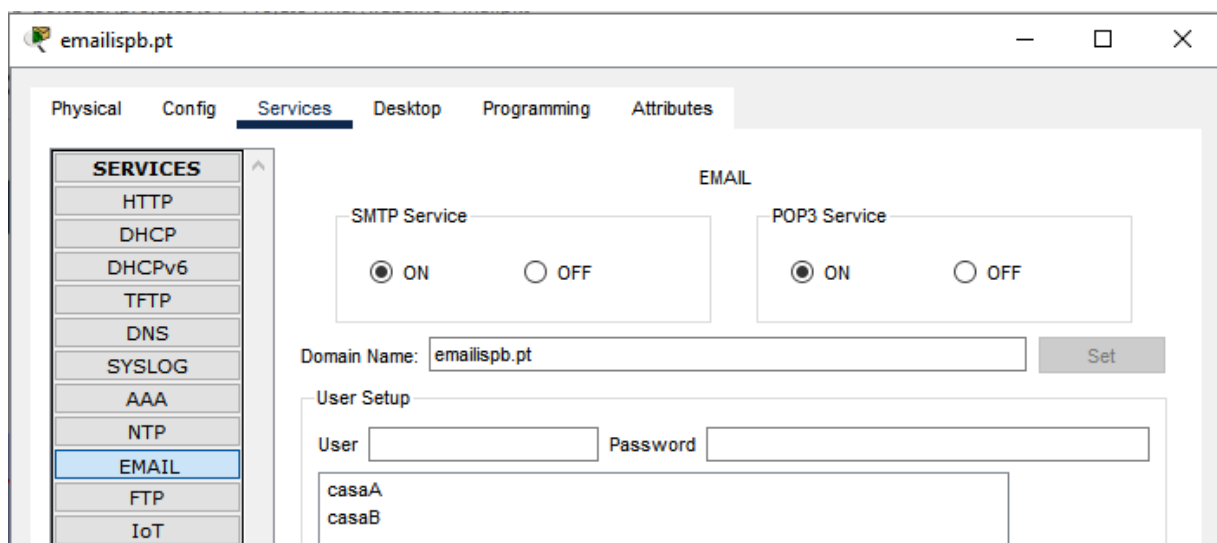 emailispb.pt
Physical Config Services Desktop Programming Attributes
SERVICES
HTTP
DHCP
DHCPv6
TFTP
DNS
SYSLOG
AAA
NTP
EMAIL
FTP
IoT
EMAIL
SMTP Service
ON OFF
POP3 Service
ON OFF
Domain Name: emailispb.pt Set
User Setup
User Password
casaA
casaB